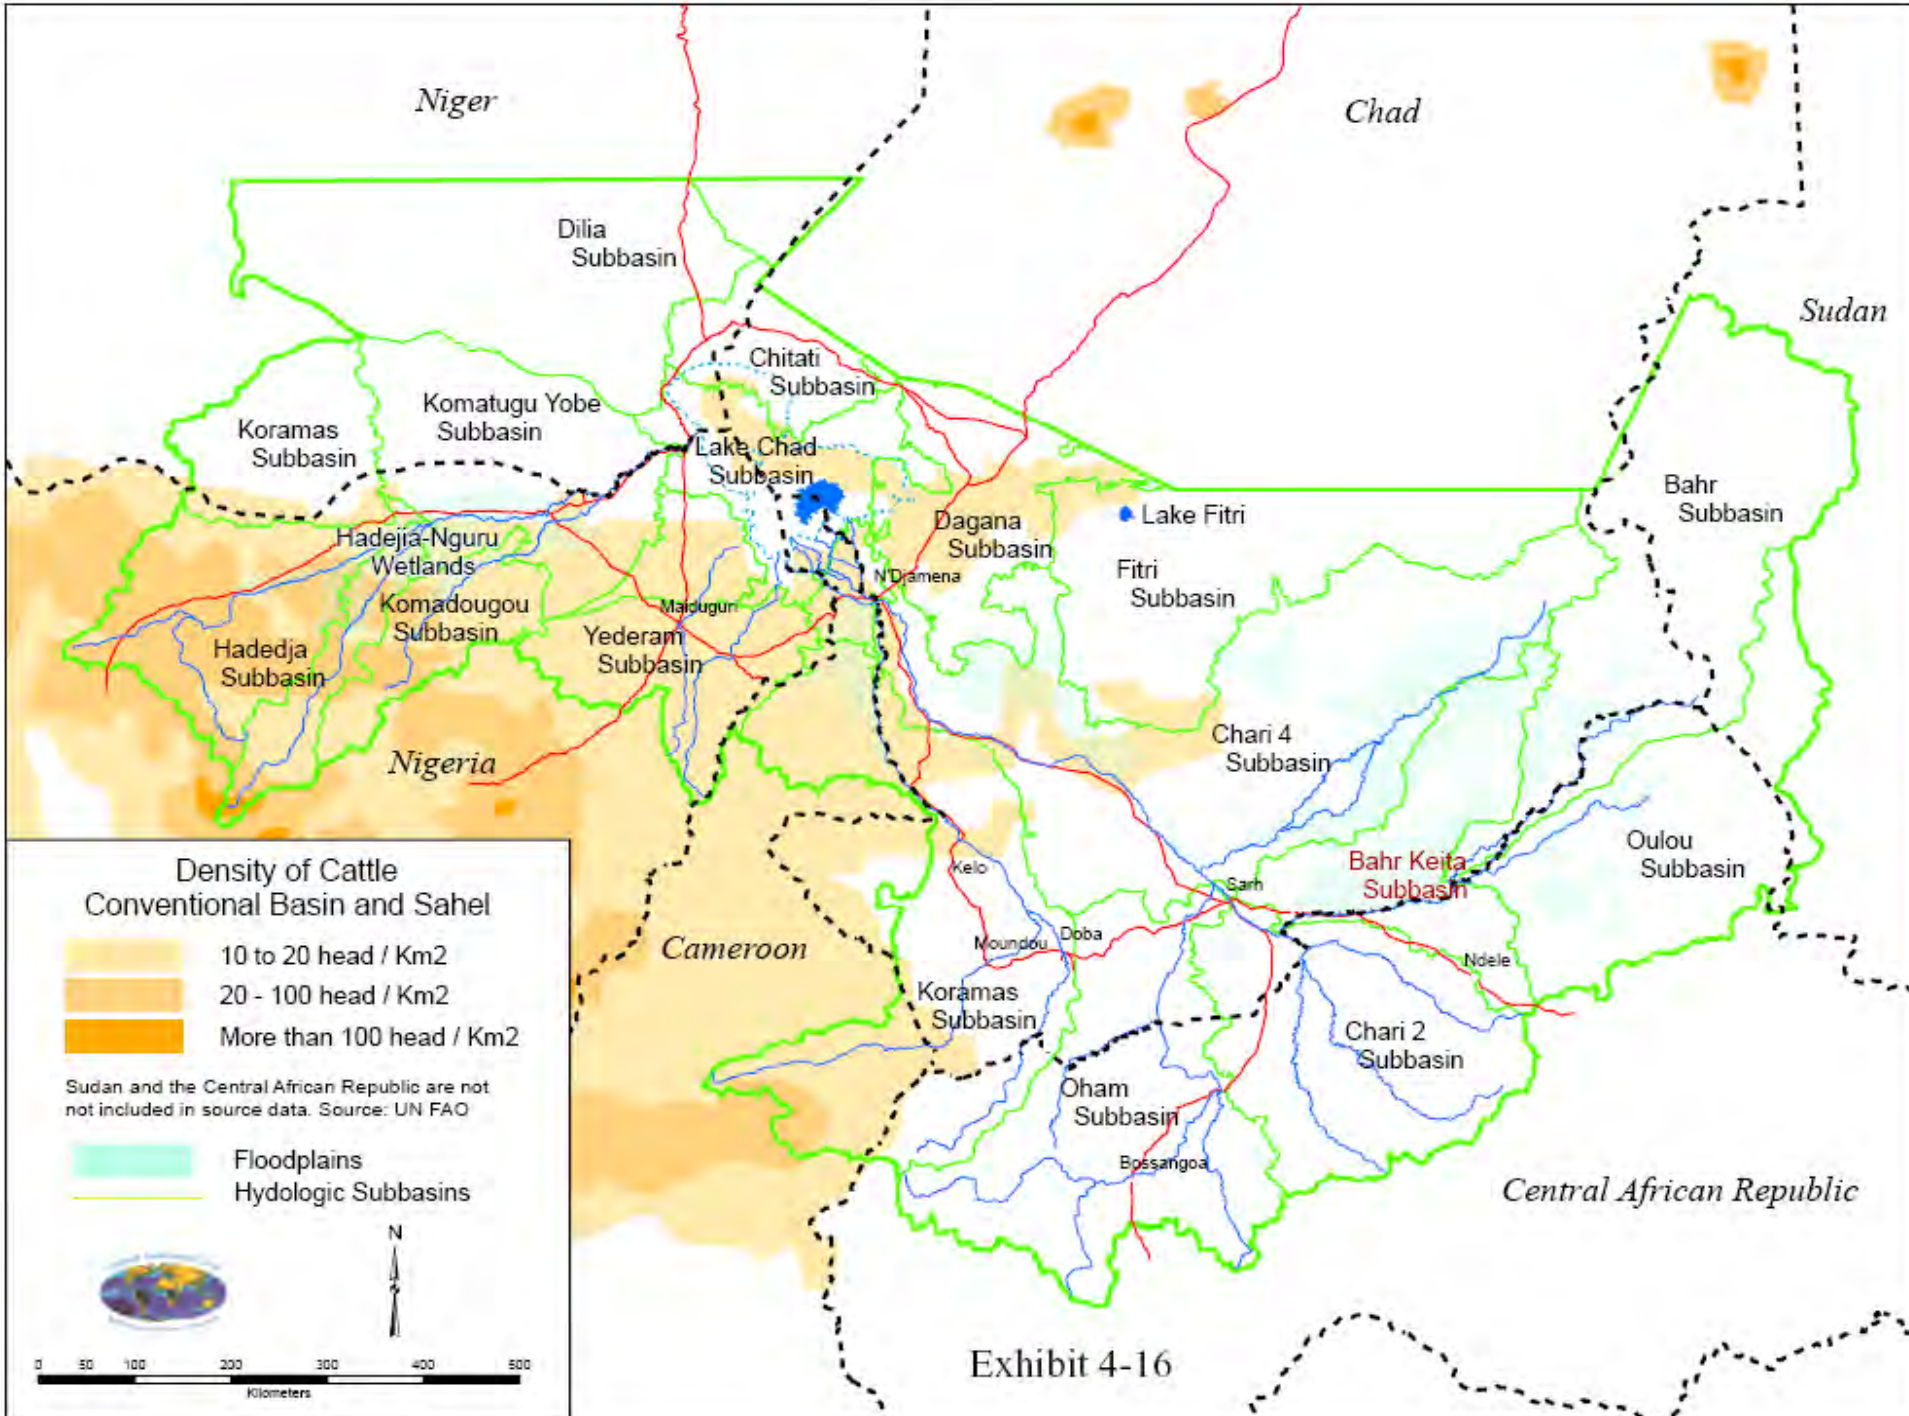 Niger
Chad
Dilia
Subbasin
Sudan
Chitati
Subbasin
Komatugu Yobe
Subbasin
Koramas
Subbasin
Lake Chad
Subbasin
Bahr
Subbasin
Lake Fitri
Dagana
Subbasin
Hadejia-Nguru
Wetlands
N'Djamena
Fitri
Subbasin
Komadougou
Subbasin
Maiduguri
Yederam
Subbasin
Hadedja
Subbasin
Chari 4
Subbasin
Nigeria
Oulou
Subbasin
Bahr Keita
Subbasin
Kelo
Sarh
Cameroon
Moundou
Doba
Ndele
Koramas
Subbasin
Chari 2
Subbasin
Oham
Subbasin
Bossangoa
Central African Republic
Density of Cattle
Conventional Basin and Sahel
10 to 20 head / Km2
20 - 100 head / Km2
More than 100 head / Km2
Sudan and the Central African Republic are not
not included in source data. Source: UN FAO
Floodplains
Hydologic Subbasins
N
0 50 100 200 300 400 500
Kilometers
Exhibit 4-16